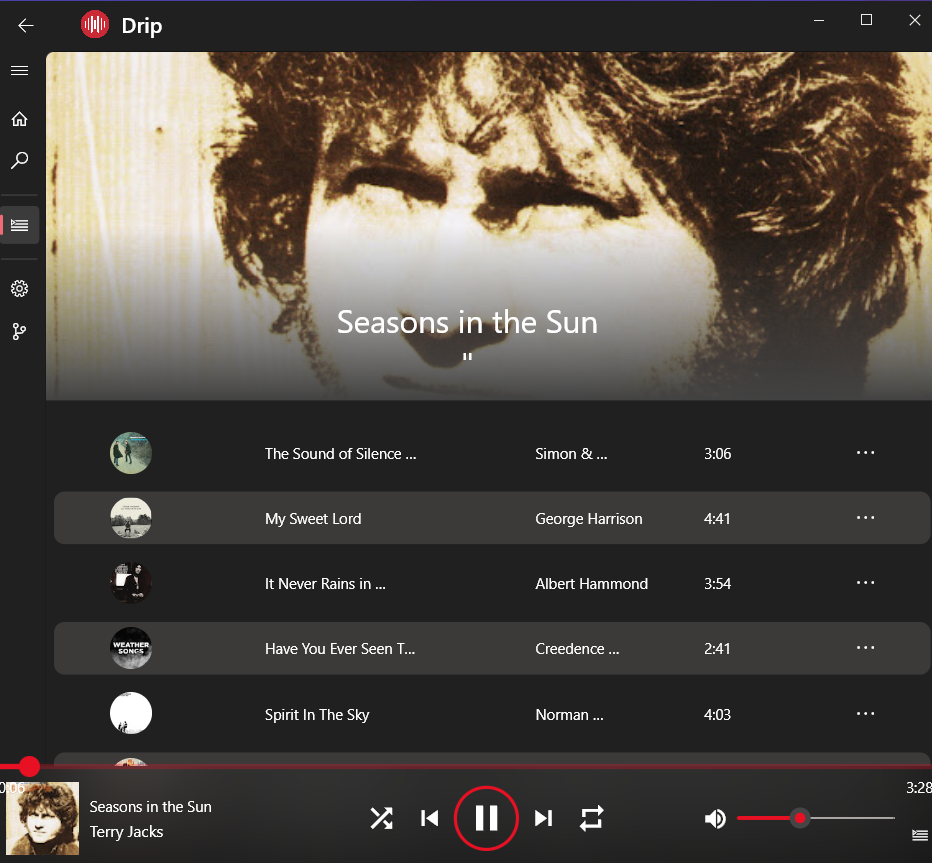 Drip
Seasons in the Sun
"
The Sound of Silence ... Simon & ... 3:06 ...
My Sweet Lord George Harrison 4:41 ...
It Never Rains in ... Albert Hammond 3:54 ...
WEATHER
SONGS
Have You Ever Seen T... Creedence ... 2:41 ...
Spirit In The Sky Norman ... 4:03 ...
0:06 3:28
Seasons in the Sun
Terry Jacks